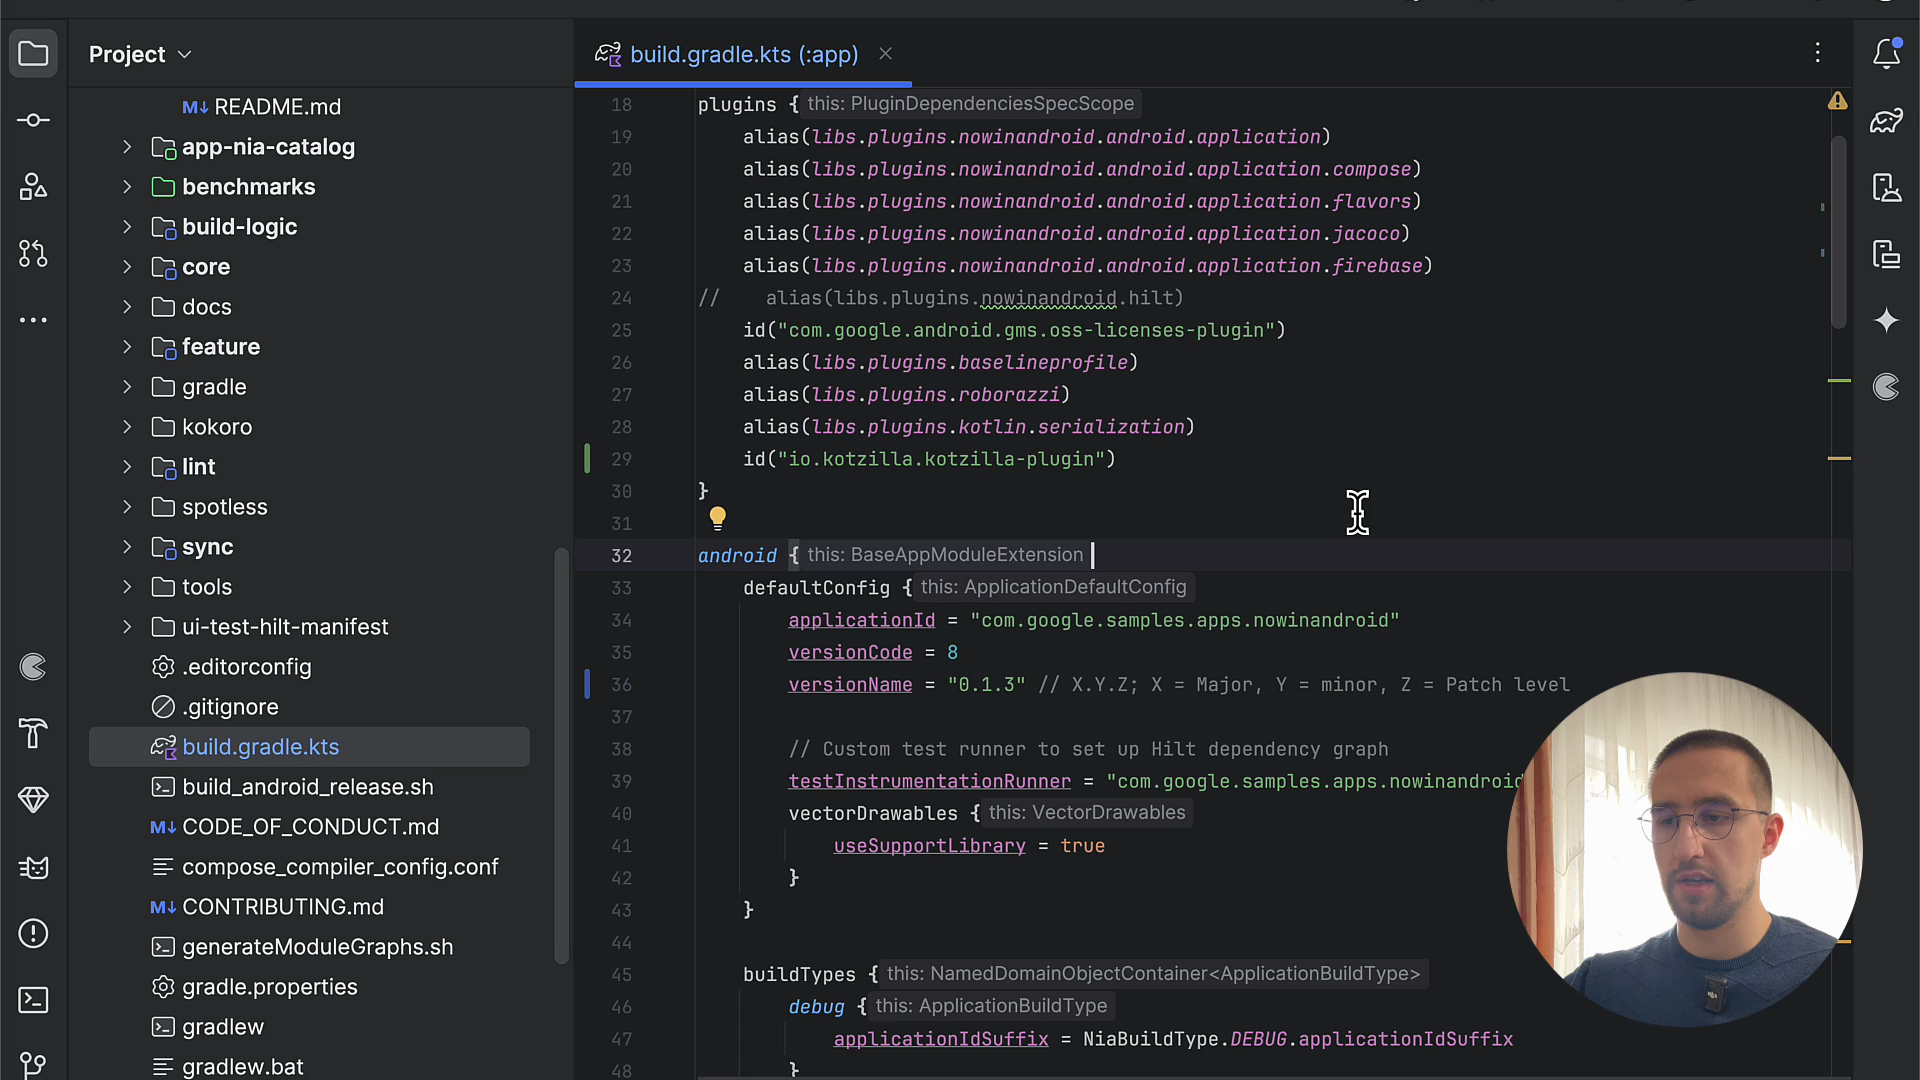 Project
README.md
app-nia-catalog
benchmarks
build-logic
core
docs
feature
gradle
kokoro
lint
spotless
sync
tools
ui-test-hilt-manifest
.editorconfig
.gitignore
build.gradle.kts
build_android_release.sh
CODE_OF_CONDUCT.md
compose_compiler_config.conf
CONTRIBUTING.md
generateModuleGraphs.sh
gradle.properties
gradlew
gradlew.bat
build.gradle.kts (:app)
18 plugins { this: PluginDependenciesSpecScope
19 alias(libs.plugins.nowinandroid.android.application)
20 alias(libs.plugins.nowinandroid.android.application.compose)
21 alias(libs.plugins.nowinandroid.android.application.flavors)
22 alias(libs.plugins.nowinandroid.android.application.jacoco)
23 alias(libs.plugins.nowinandroid.android.application.firebase)
24 // alias(libs.plugins.nowinandroid.hilt)
25 id("com.google.android.gms.oss-licenses-plugin")
26 alias(libs.plugins.baselineprofile)
27 alias(libs.plugins.roborazzi)
28 alias(libs.plugins.kotlin.serialization)
29 id("io.kotzilla.kotzilla-plugin")
30 }
31
32 android { this: BaseAppModuleExtension
33 defaultConfig { this: ApplicationDefaultConfig
34 applicationId = "com.google.samples.apps.nowinandroid"
35 versionCode = 8
36 versionName = "0.1.3" // X.Y.Z; X = Major, Y = minor, Z = Patch level
37
38 // Custom test runner to set up Hilt dependency graph
39 testInstrumentationRunner = "com.google.samples.apps.nowinandroid
40 vectorDrawables { this: VectorDrawables
41 useSupportLibrary = true
42 }
43 }
44
45 buildTypes { this: NamedDomainObjectContainer<ApplicationBuildType>
46 debug { this: ApplicationBuildType
47 applicationIdSuffix = NiaBuildType.DEBUG.applicationIdSuffix
48 }